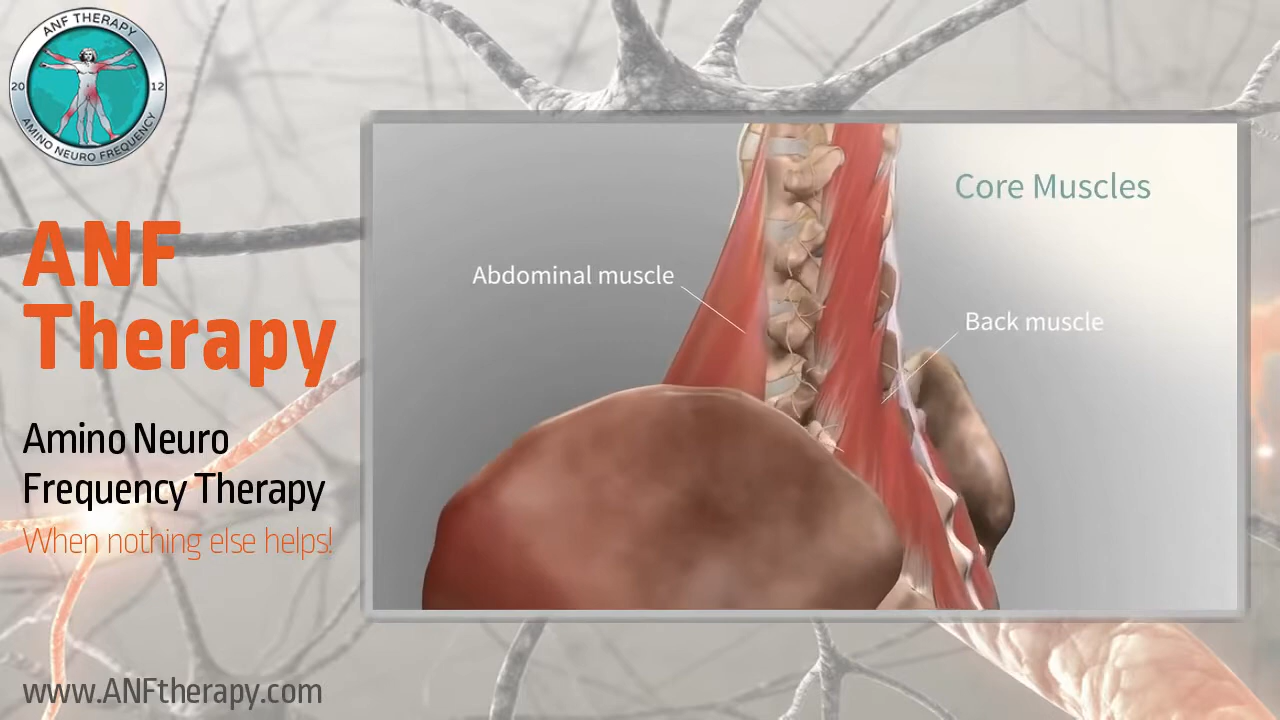 ANF THERAPY
20 12
AMINO NEURO FREQUENCY
ANF
Therapy
Amino Neuro
Frequency Therapy
When nothing else helps!
www.ANFtherapy.com
Core Muscles
Abdominal muscle
Back muscle